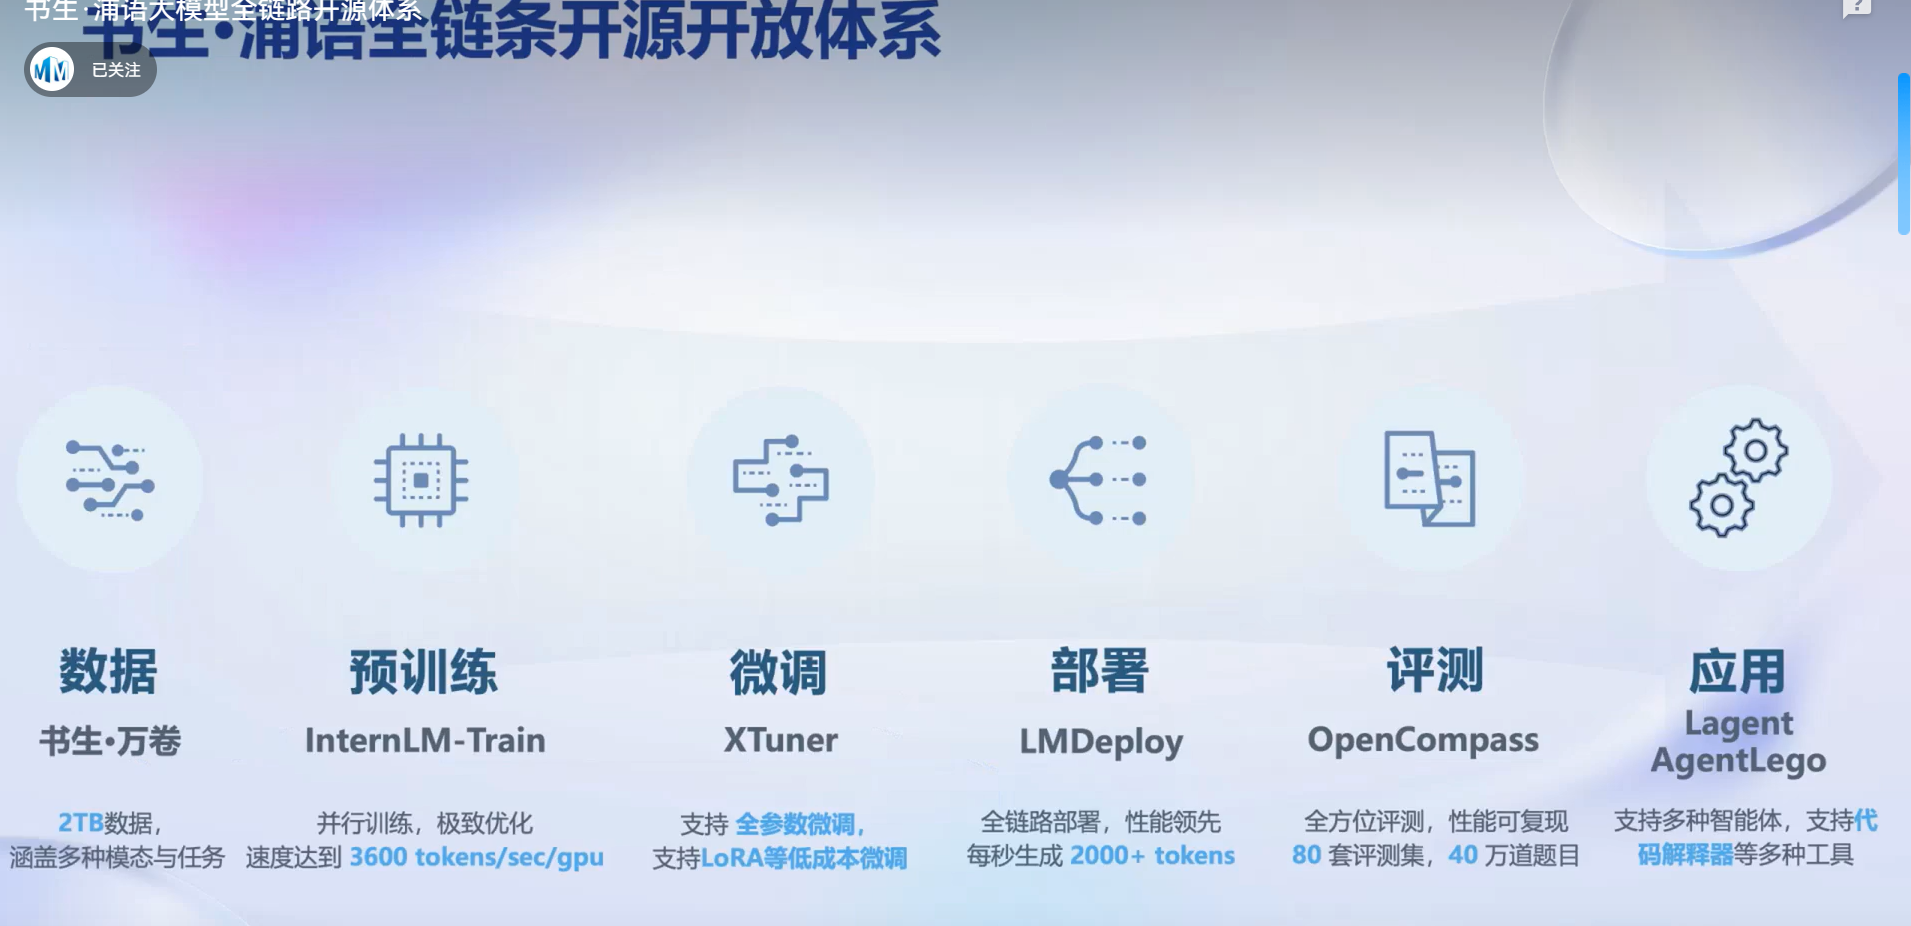 书生·浦语大模型全链路开源体系
书生·浦语全链条开源开放体系
已关注
数据
书生·万卷
2TB数据，
涵盖多种模态与任务
预训练
InternLM-Train
并行训练，极致优化
速度达到 3600 tokens/sec/gpu
微调
XTuner
支持 全参数微调，
支持LoRA等低成本微调
部署
LMDeploy
全链路部署，性能领先
每秒生成 2000+ tokens
评测
OpenCompass
全方位评测，性能可复现
80 套评测集，40 万道题目
应用
Lagent
AgentLego
支持多种智能体，支持代
码解释器等多种工具